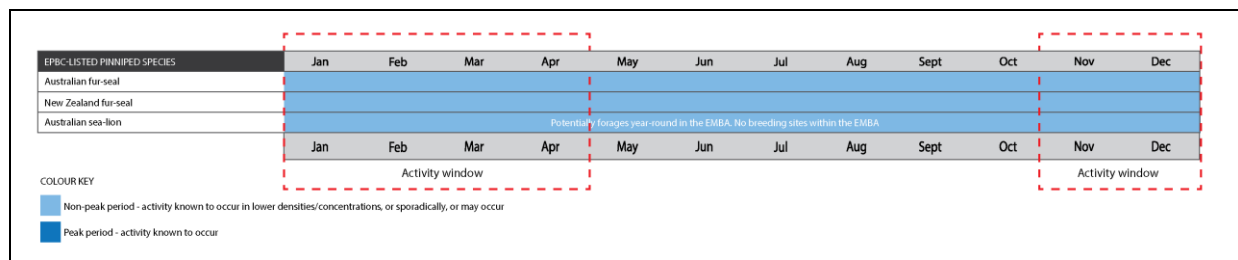 EPBC-LISTED PINNIPED SPECIES Jan Feb Mar Apr May Jun Jul Aug Sept Oct Nov Dec
Australian fur-seal
New Zealand fur-seal
Australian sea-lion Potentially forages year-round in the EMBA. No breeding sites within the EMBA
Jan Feb Mar Apr May Jun Jul Aug Sept Oct Nov Dec
Activity window Activity window
COLOUR KEY
Non-peak period - activity known to occur in lower densities/concentrations, or sporadically, or may occur
Peak period - activity known to occur